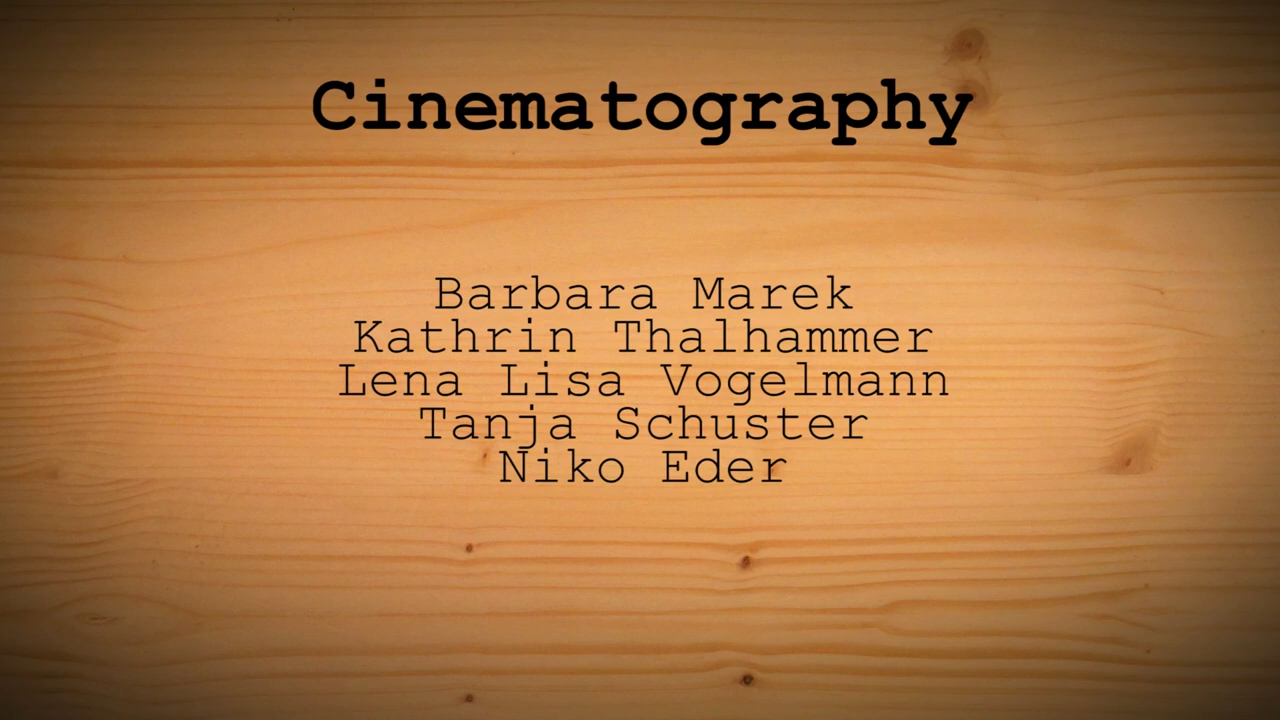 Cinematography
Barbara Marek
Kathrin Thalhammer
Lena Lisa Vogelmann
Tanja Schuster
Niko Eder